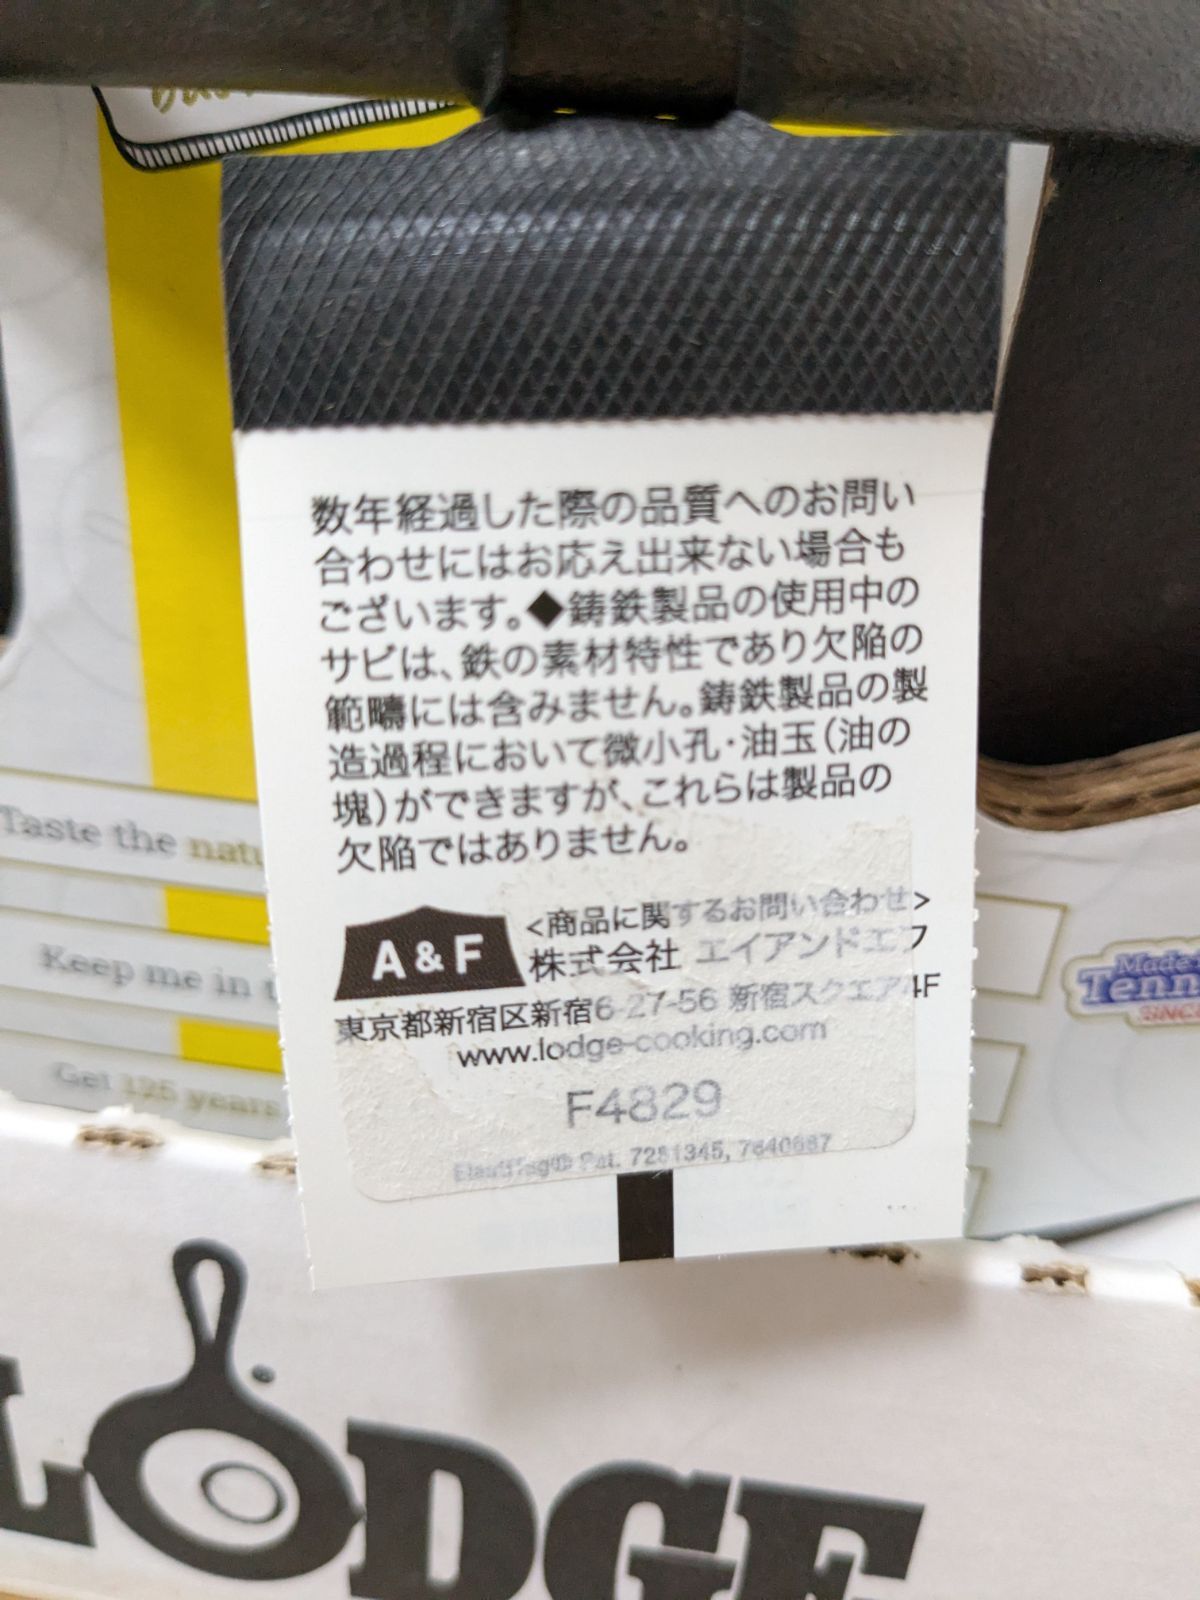 数年経過した際の品質へのお問い
合わせにはお応え出来ない場合も
ございます。◆鋳鉄製品の使用中の
サビは、鉄の素材特性であり欠陥の
範疇には含みません。鋳鉄製品の製
造過程において微小孔・油玉（油の
塊）ができますが、これらは製品の
欠陥ではありません。
A & F
<商品に関するお問い合わせ>
株式会社 エイアンドエフ
東京都新宿区新宿6-27-56 新宿スクエア4F
www.lodge-cooking.com
F4829
Pat. 7281345, 7640687
Taste the natu
Keep me in t
Get 125 years
Made
Tenn
SINCE
LODGE